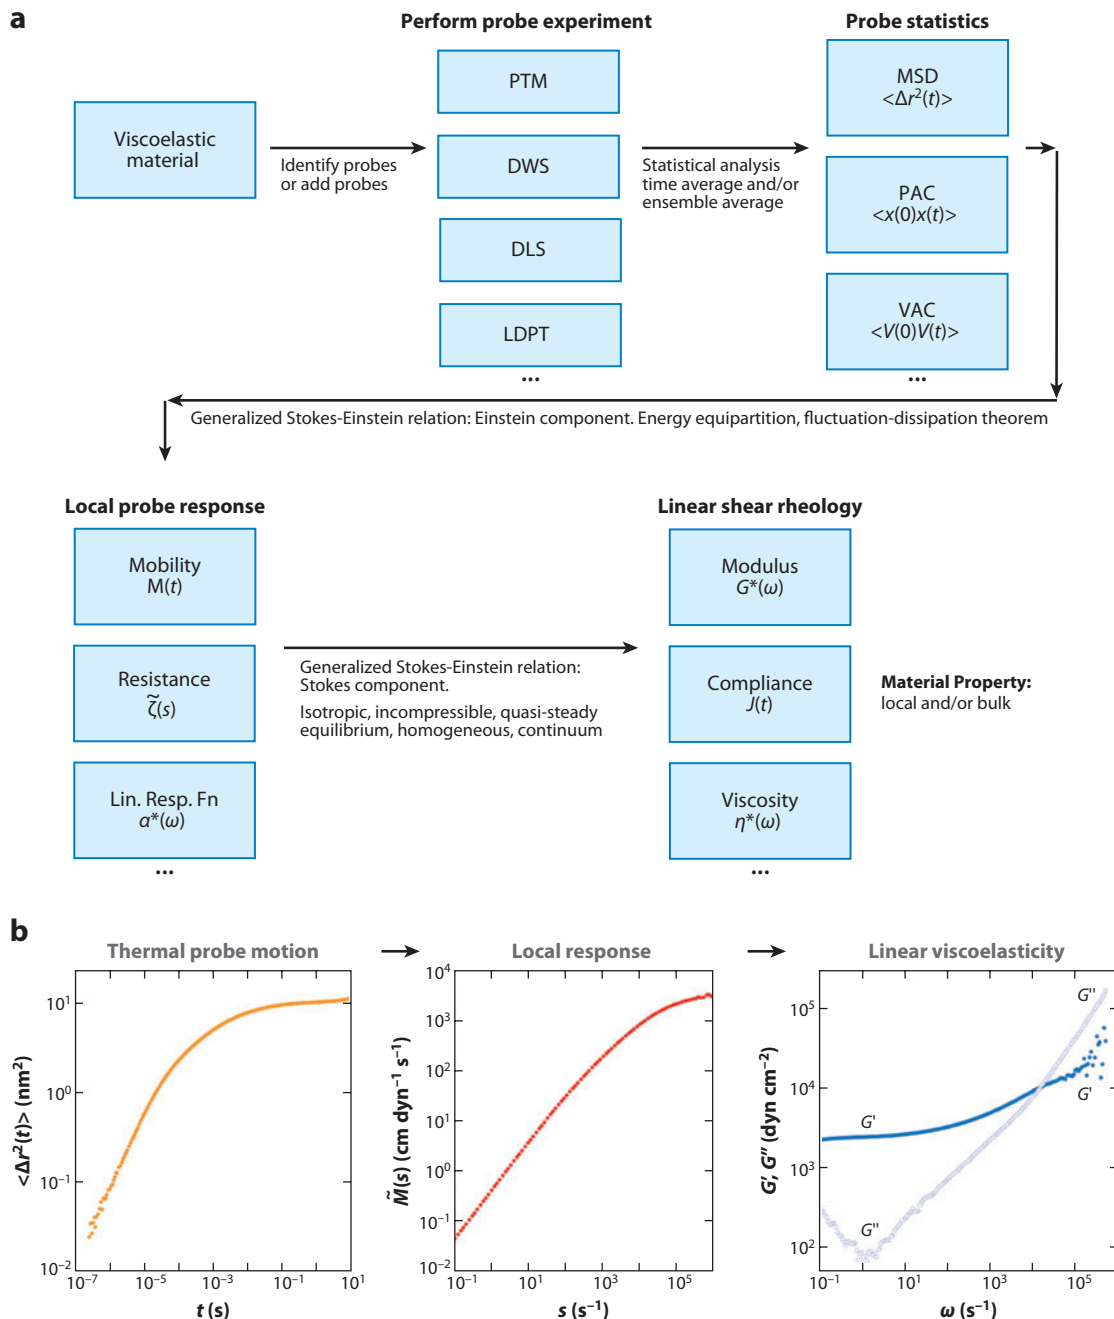 a
Perform probe experiment
Probe statistics
Viscoelastic
material
Identify probes
or add probes
PTM
DWS
DLS
LDPT
...
Statistical analysis
time average and/or
ensemble average
MSD
<Δr²(t)>
PAC
<x(0)x(t)>
VAC
<V(0)V(t)>
...
Generalized Stokes-Einstein relation: Einstein component. Energy equipartition, fluctuation-dissipation theorem
Local probe response
Linear shear rheology
Mobility
M(t)
Resistance
ζ̃(s)
Lin. Resp. Fn
α*(ω)
...
Generalized Stokes-Einstein relation:
Stokes component.
Isotropic, incompressible, quasi-steady
equilibrium, homogeneous, continuum
Modulus
G*(ω)
Compliance
J(t)
Viscosity
η*(ω)
...
Material Property:
local and/or bulk
b
Thermal probe motion
Local response
Linear viscoelasticity
<Δr²(t)> (nm²)
10¹
10⁰
10⁻¹
10⁻²
10⁻⁷
10⁻⁵
10⁻³
10⁻¹
10¹
t (s)
M̃(s) (cm dyn⁻¹ s⁻¹)
10⁴
10³
10²
10¹
10⁰
10⁻¹
10⁻²
10⁻¹
10¹
10³
10⁵
s (s⁻¹)
G', G" (dyn cm⁻²)
10⁵
10⁴
10³
10²
G'
G"
G"
G'
10⁻¹
10¹
10³
10⁵
ω (s⁻¹)